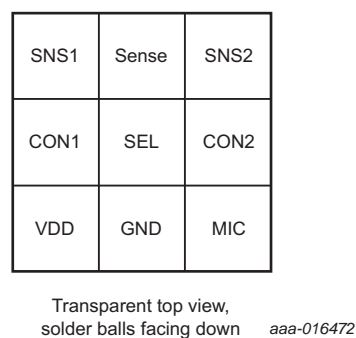 SNS1 Sense SNS2
CON1 SEL CON2
VDD GND MIC
Transparent top view,
solder balls facing down aaa-016472